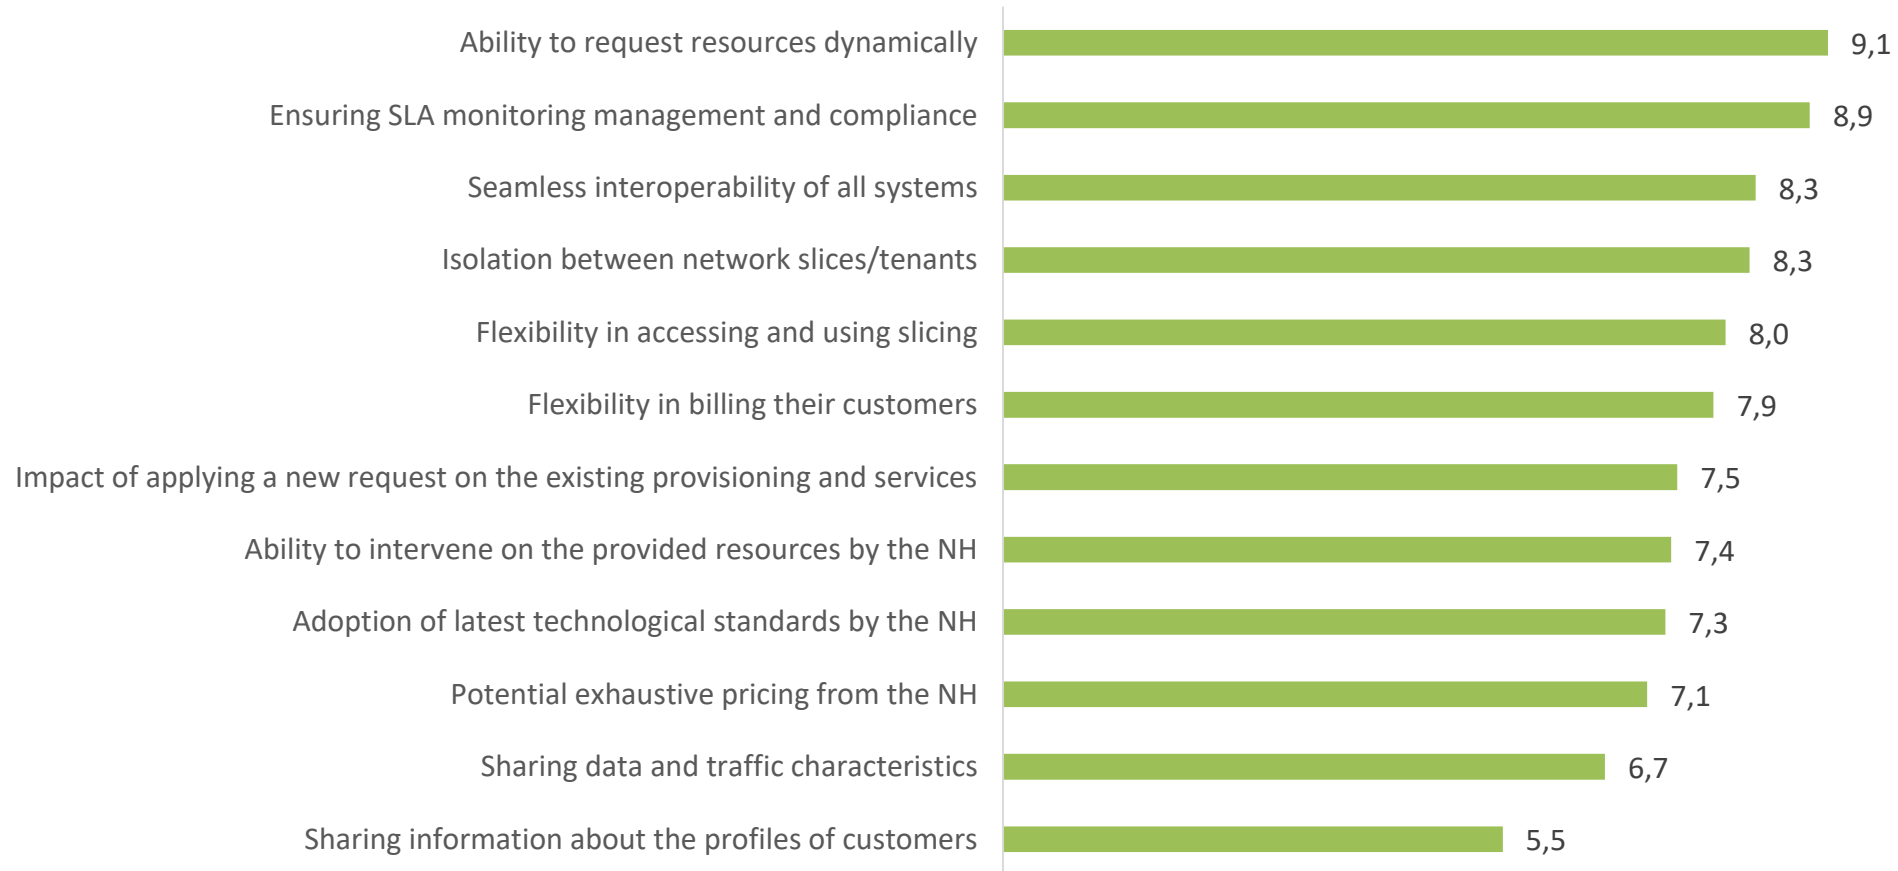 Ability to request resources dynamically 9,1
Ensuring SLA monitoring management and compliance 8,9
Seamless interoperability of all systems 8,3
Isolation between network slices/tenants 8,3
Flexibility in accessing and using slicing 8,0
Flexibility in billing their customers 7,9
Impact of applying a new request on the existing provisioning and services 7,5
Ability to intervene on the provided resources by the NH 7,4
Adoption of latest technological standards by the NH 7,3
Potential exhaustive pricing from the NH 7,1
Sharing data and traffic characteristics 6,7
Sharing information about the profiles of customers 5,5